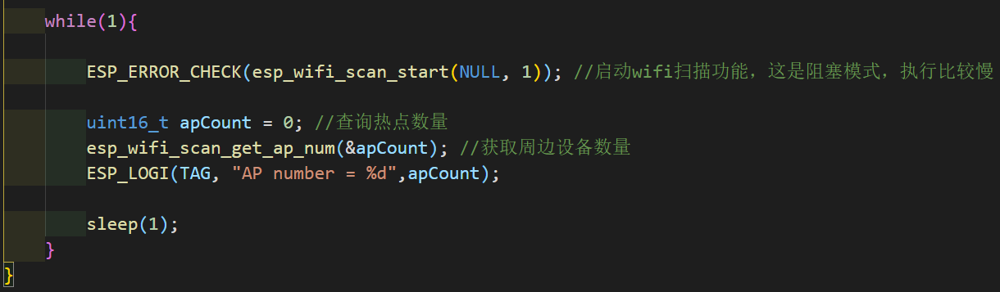 while(1){
ESP_ERROR_CHECK(esp_wifi_scan_start(NULL, 1)); //启动wifi扫描功能，这是阻塞模式，执行比较慢
uint16_t apCount = 0; //查询热点数量
esp_wifi_scan_get_ap_num(&apCount); //获取周边设备数量
ESP_LOGI(TAG, "AP number = %d",apCount);
sleep(1);
}
}